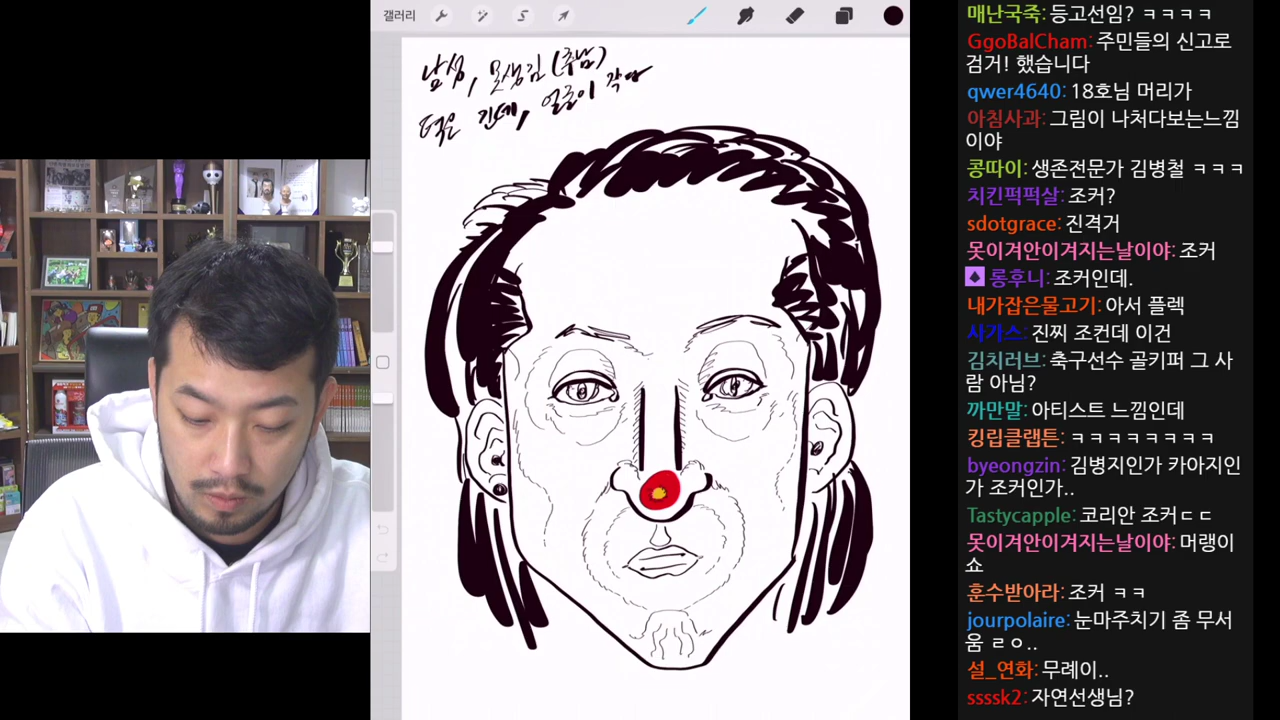 갤러리
남성, 못생김 (추남)
턱은 긴데, 얼굴이 각다
매난국죽: 등고선임? ㅋㅋㅋㅋ
GgoBalCham: 주민들의 신고로
검거! 했습니다
qwer4640: 18호님 머리가
아침사과: 그림이 나처다보는느낌
이야
콩따이: 생존전문가 김병철 ㅋㅋㅋ
치킨퍽퍽살: 조커?
sdotgrace: 진격거
못이겨안이겨지는날이야: 조커
롱후니: 조커인데.
내가잡은물고기: 아서 플렉
사가스: 진찌 조컨데 이건
김치러브: 축구선수 골키퍼 그 사
람 아님?
까만말: 아티스트 느낌인데
킹립클랩튼: ㅋㅋㅋㅋㅋㅋㅋㅋ
byeongzin: 김병지인가 카아지인
가 조커인가..
Tastycapple: 코리안 조커ㄷㄷ
못이겨안이겨지는날이야: 머랭이
쇼
훈수받아라: 조커 ㅋㅋ
jourpolaire: 눈마주치기 좀 무서
움 ㄹㅇ..
설_연화: 무례이..
ssssk2: 자연선생님?